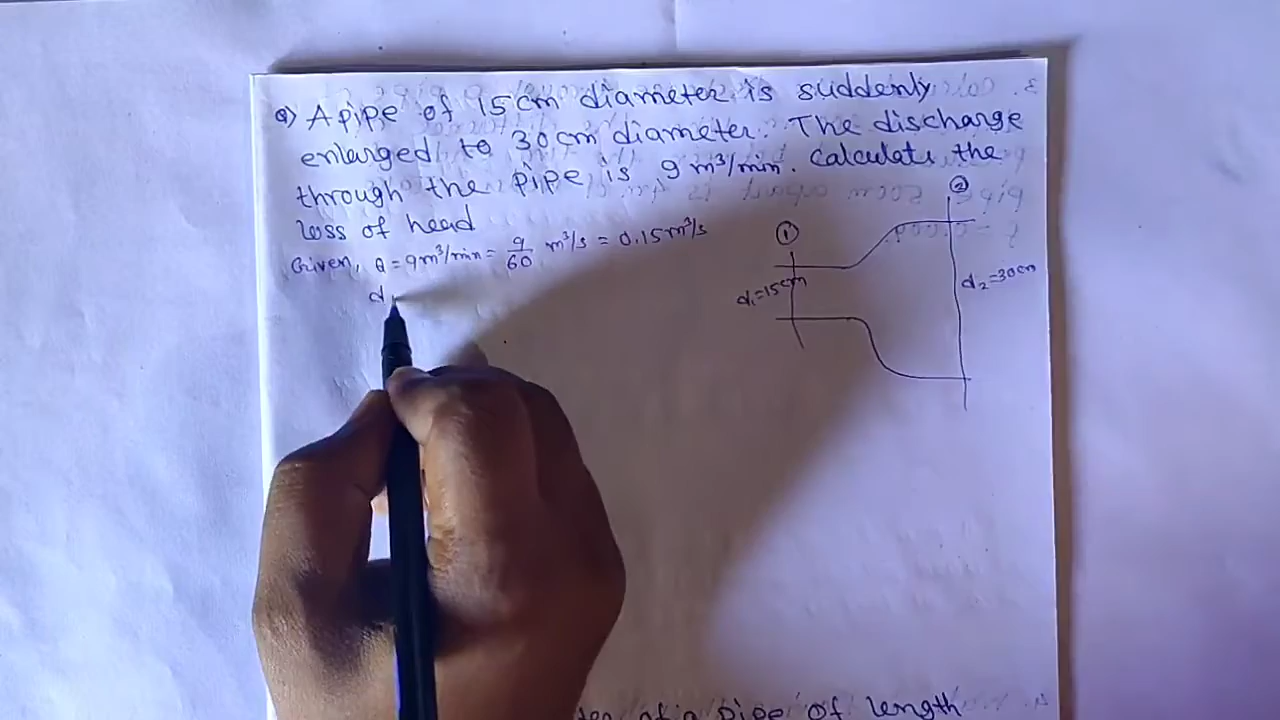 Q) A pipe of 15cm diameter is suddenly
enlarged to 30cm diameter. The discharge
through the pipe is 9 m³/min. Calculate the
loss of head
Given, Q = 9m³/min = 9/60 m³/s = 0.15m³/s
d
①
②
d₁=15cm
d₂=30cm
of a pipe of length